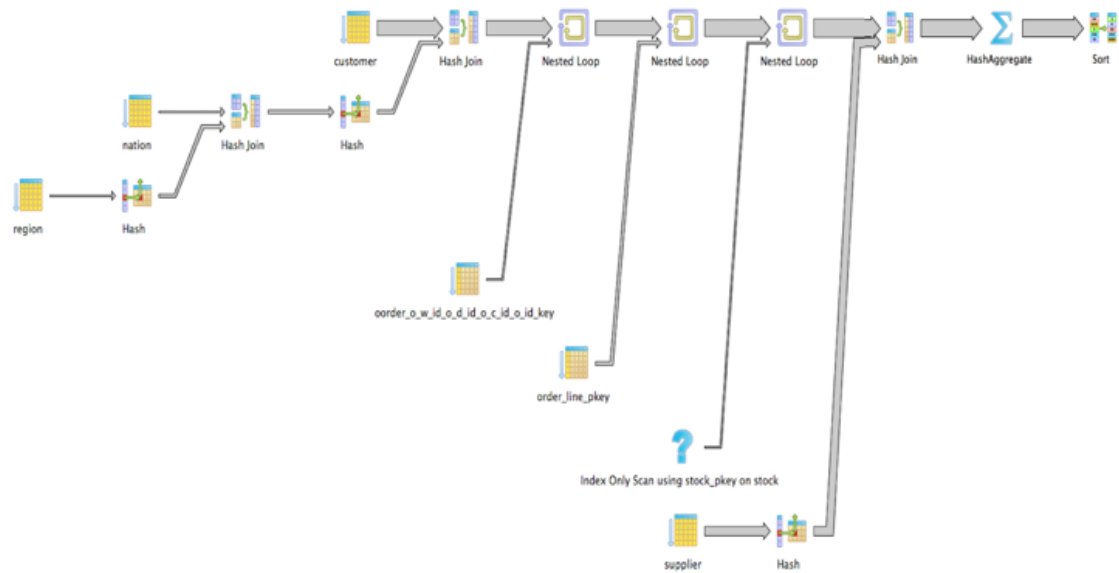 customer
Hash Join
Nested Loop
Nested Loop
Nested Loop
Hash Join
HashAggregate
Sort
nation
Hash Join
Hash
region
Hash
oorder_o_w_id_o_d_id_o_c_id_o_id_key
order_line_pkey
?
Index Only Scan using stock_pkey on stock
supplier
Hash